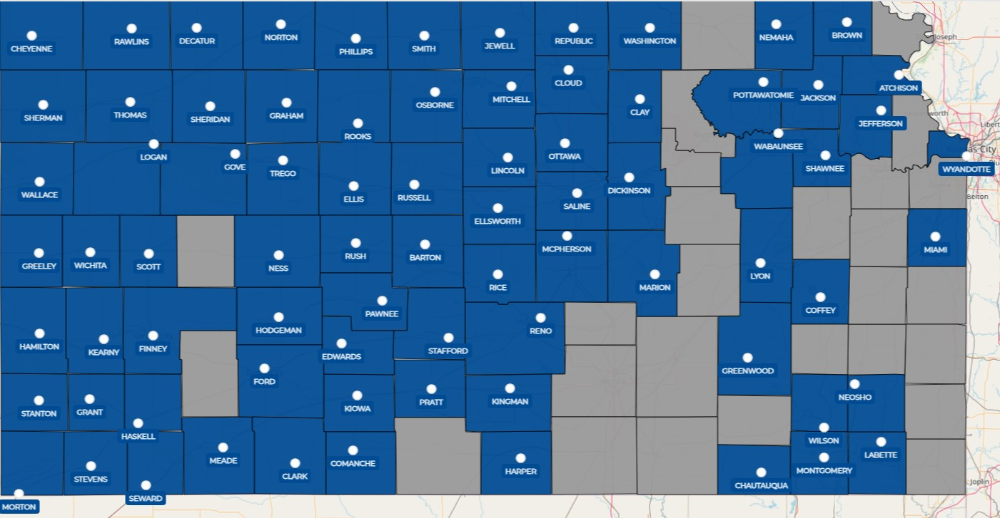 CHEYENNE
RAWLINS
DECATUR
NORTON
PHILLIPS
SMITH
JEWELL
REPUBLIC
WASHINGTON
NEMAHA
BROWN
Joseph
SHERMAN
THOMAS
SHERIDAN
GRAHAM
ROOKS
OSBORNE
MITCHELL
CLOUD
CLAY
POTTAWATOMIE
JACKSON
ATCHISON
JEFFERSON
WALLACE
LOGAN
GOVE
TREGO
ELLIS
RUSSELL
LINCOLN
OTTAWA
DICKINSON
WABAUNSEE
SHAWNEE
City
WYANDOTTE
Belton
SALINE
ELLSWORTH
GREELEY
WICHITA
SCOTT
NESS
RUSH
BARTON
RICE
MCPHERSON
MARION
LYON
COFFEY
MIAMI
HAMILTON
KEARNY
FINNEY
HODGEMAN
PAWNEE
EDWARDS
STAFFORD
RENO
GREENWOOD
STANTON
GRANT
HASKELL
FORD
KIOWA
PRATT
KINGMAN
NEOSHO
WILSON
MORTON
STEVENS
SEWARD
MEADE
CLARK
COMANCHE
HARPER
CHAUTAUQUA
MONTGOMERY
LABETTE
Joplin